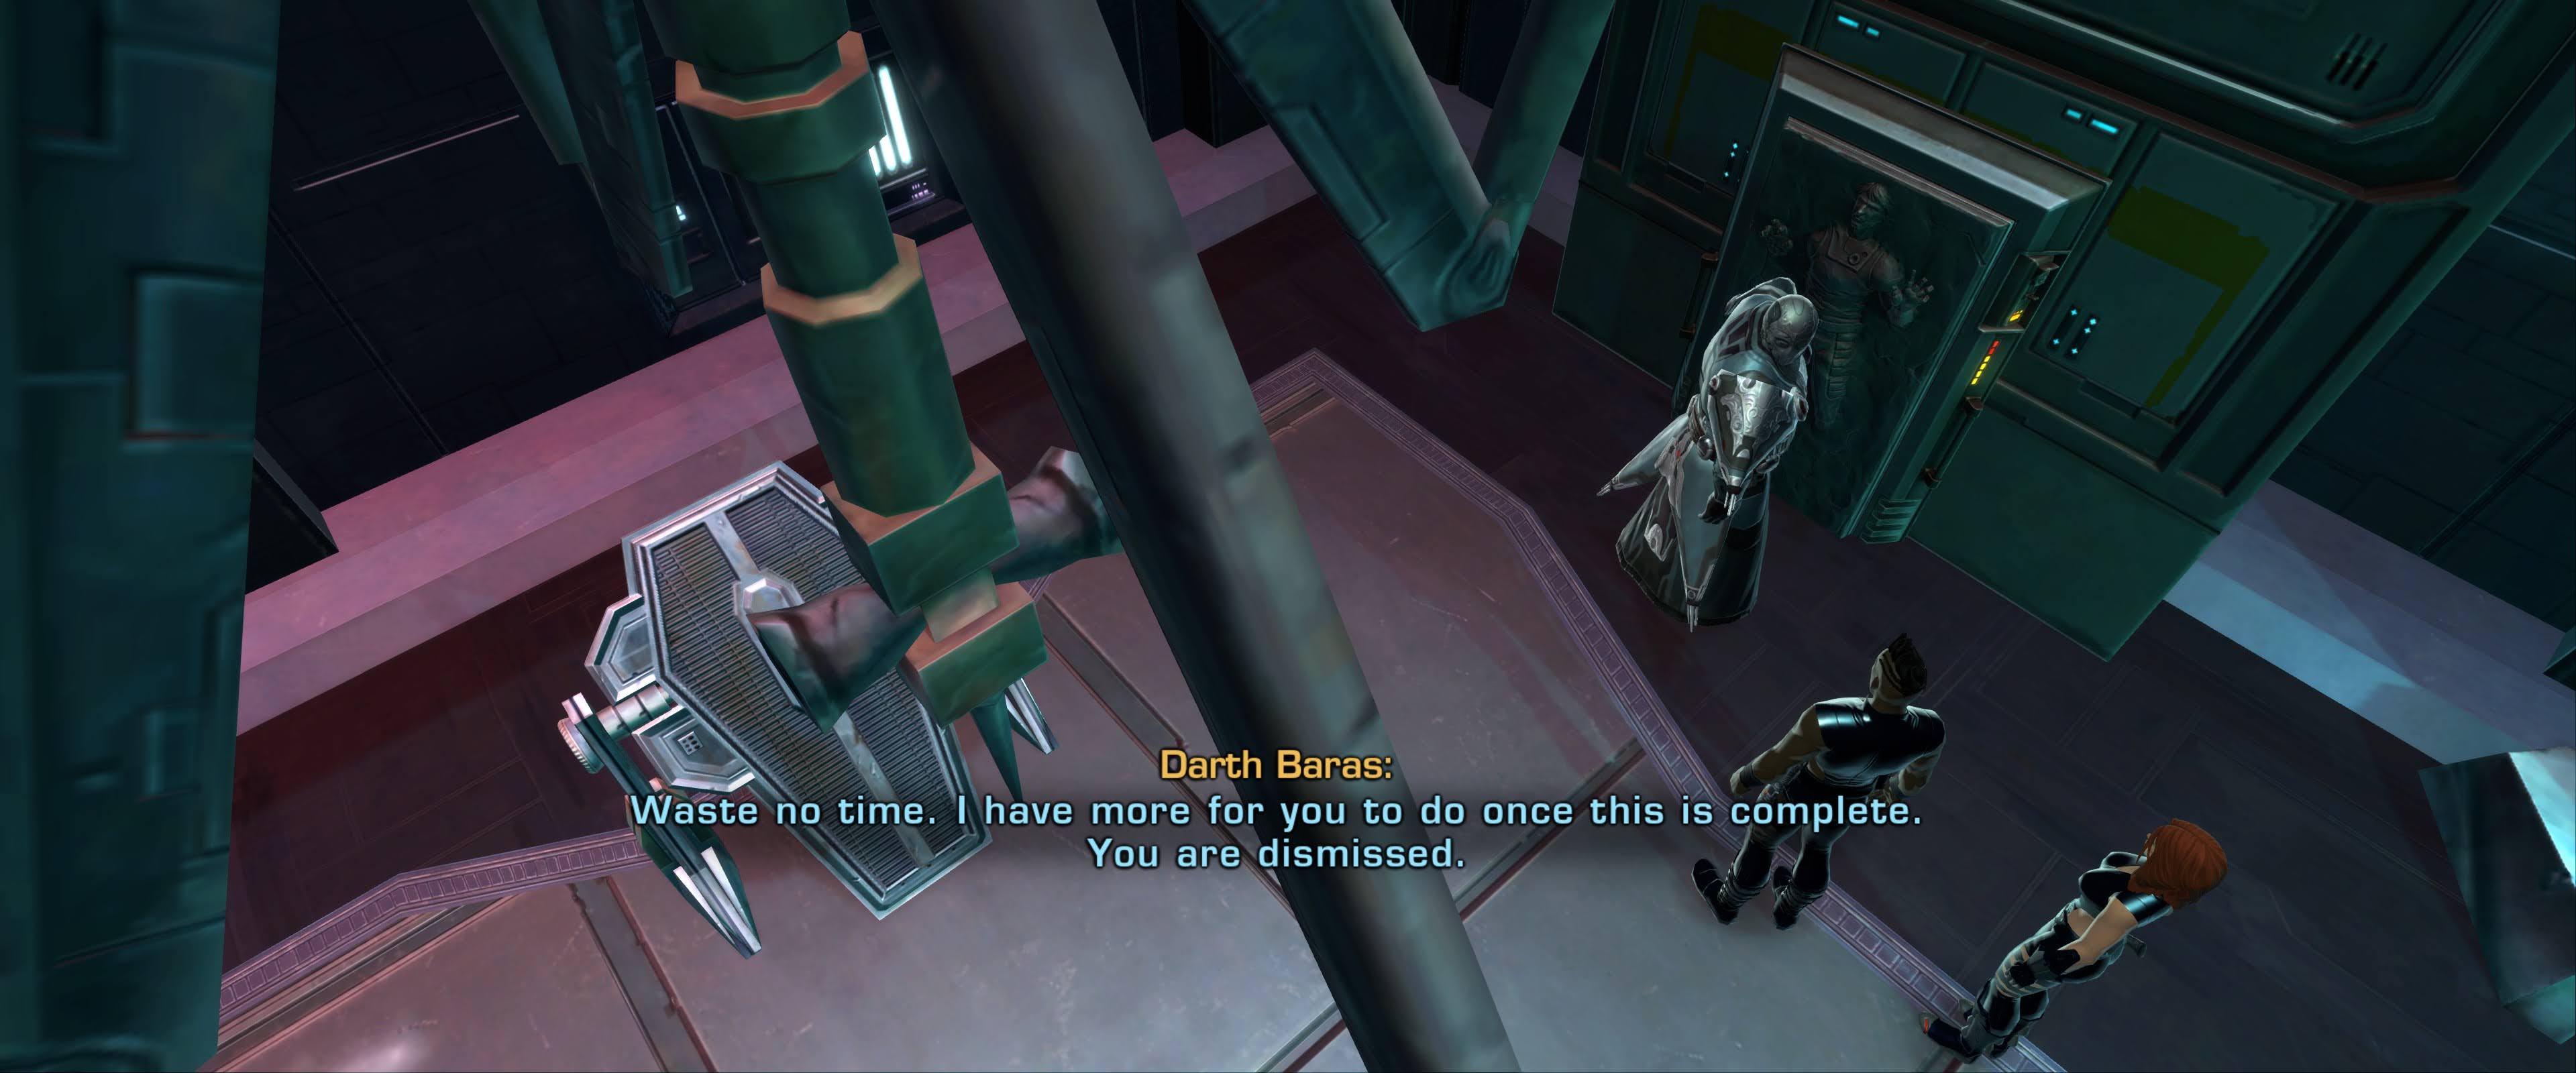 Darth Baras:
Waste no time. I have more for you to do once this is complete.
You are dismissed.